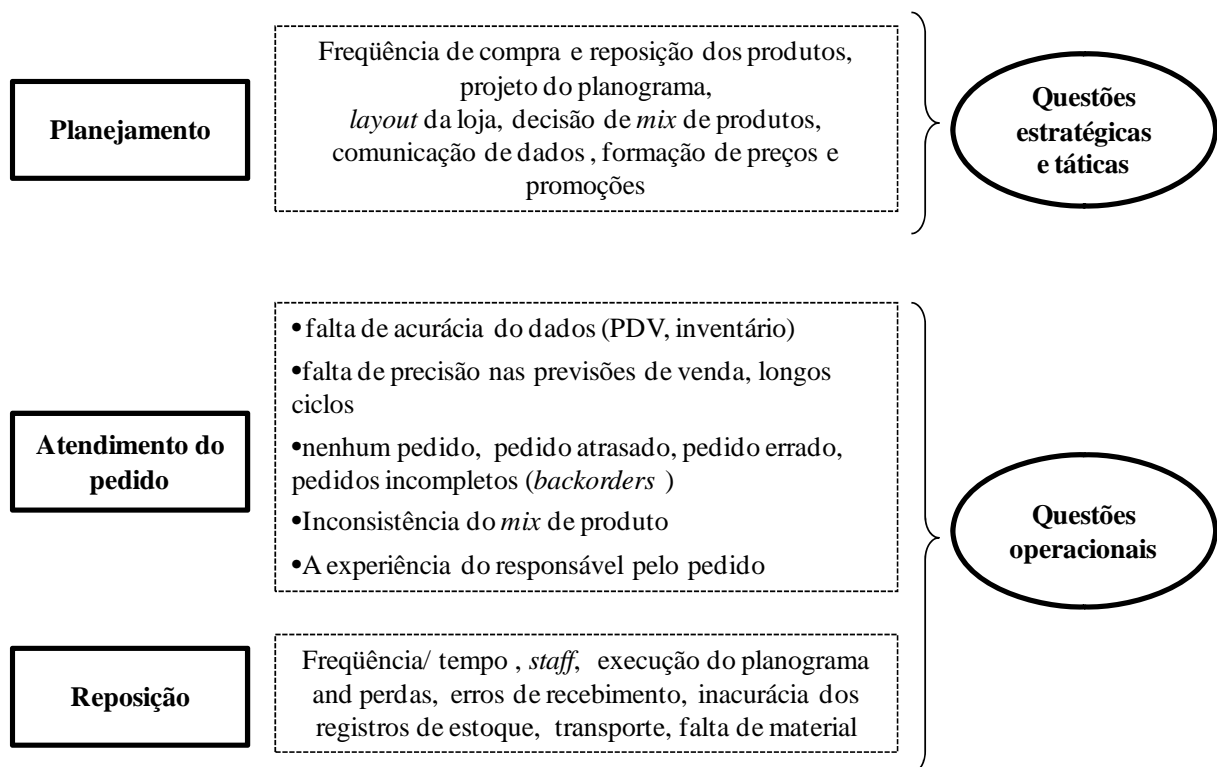 Planejamento
Freqüência de compra e reposição dos produtos,
projeto do planograma,
layout da loja, decisão de mix de produtos,
comunicação de dados , formação de preços e
promoções
Questões
estratégicas
e táticas
Atendimento do
pedido
•falta de acurácia do dados (PDV, inventário)
•falta de precisão nas previsões de venda, longos
ciclos
•nenhum pedido, pedido atrasado, pedido errado,
pedidos incompletos (backorders )
•Inconsistência do mix de produto
•A experiência do responsável pelo pedido
Reposição
Freqüência/ tempo , staff, execução do planograma
and perdas, erros de recebimento, inacurácia dos
registros de estoque, transporte, falta de material
Questões
operacionais